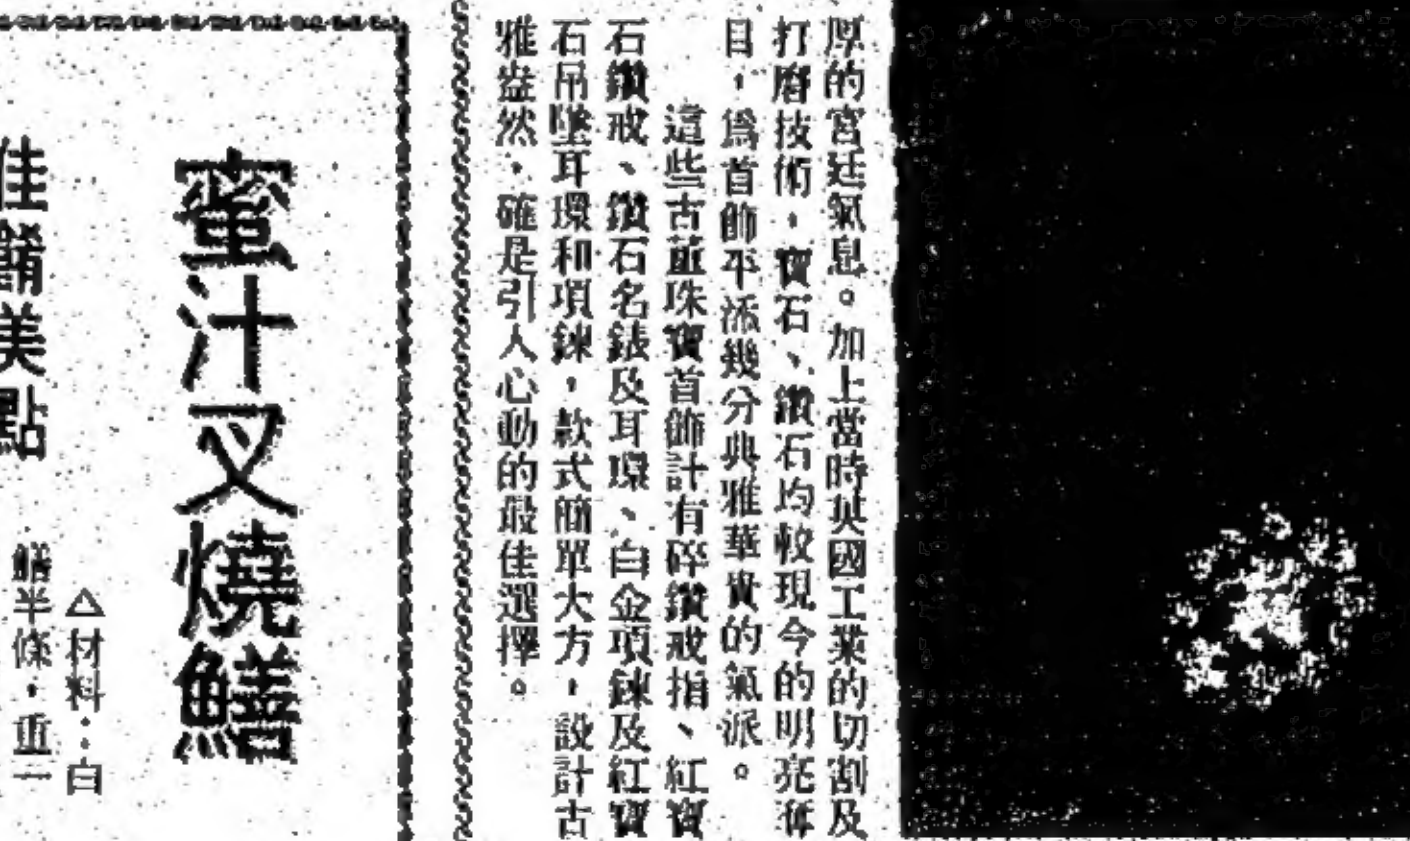 厚的宮廷氣息。加上當時英國工業的切割及
打磨技術，寶石、鑽石均較現今的明亮奪
目，爲首飾平添幾分典雅華貴的氣派。
這些古董珠寶首飾計有碎鑽戒指、紅寶
石鑽戒、鑽石名錶及耳環、白金項鍊及紅寶
石吊墜耳環和項鍊，款式簡單大方，設計古
雅盎然，確是引人心動的最佳選擇。
蜜汁叉燒鱔
佳餚美點
△材料：白
鱔半條，重一